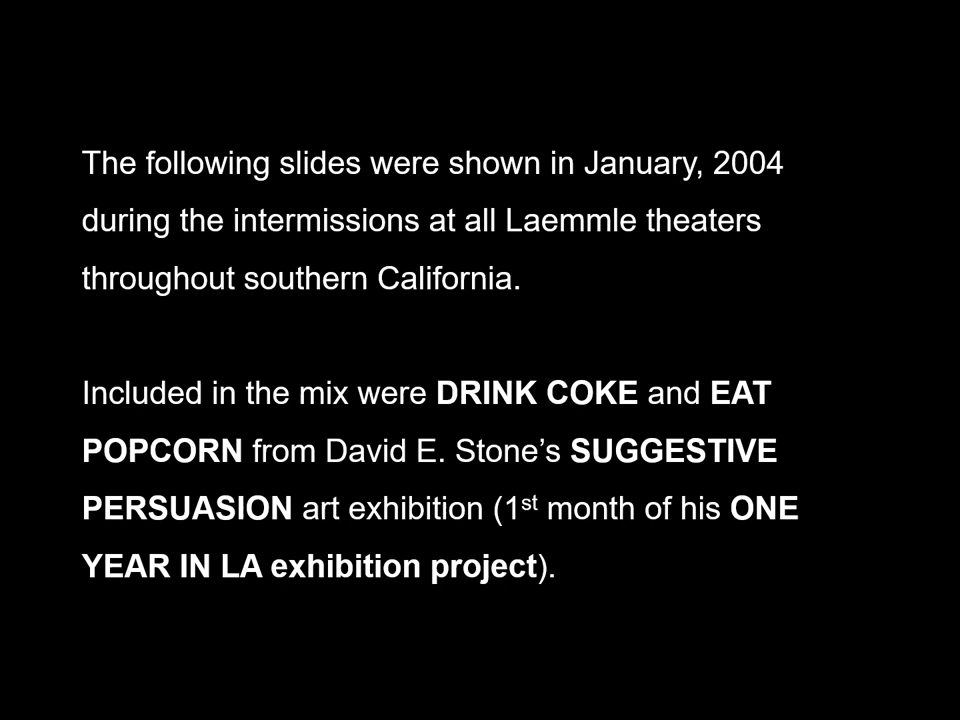 The following slides were shown in January, 2004
during the intermissions at all Laemmle theaters
throughout southern California.
Included in the mix were DRINK COKE and EAT
POPCORN from David E. Stone’s SUGGESTIVE
PERSUASION art exhibition (1st month of his ONE
YEAR IN LA exhibition project).